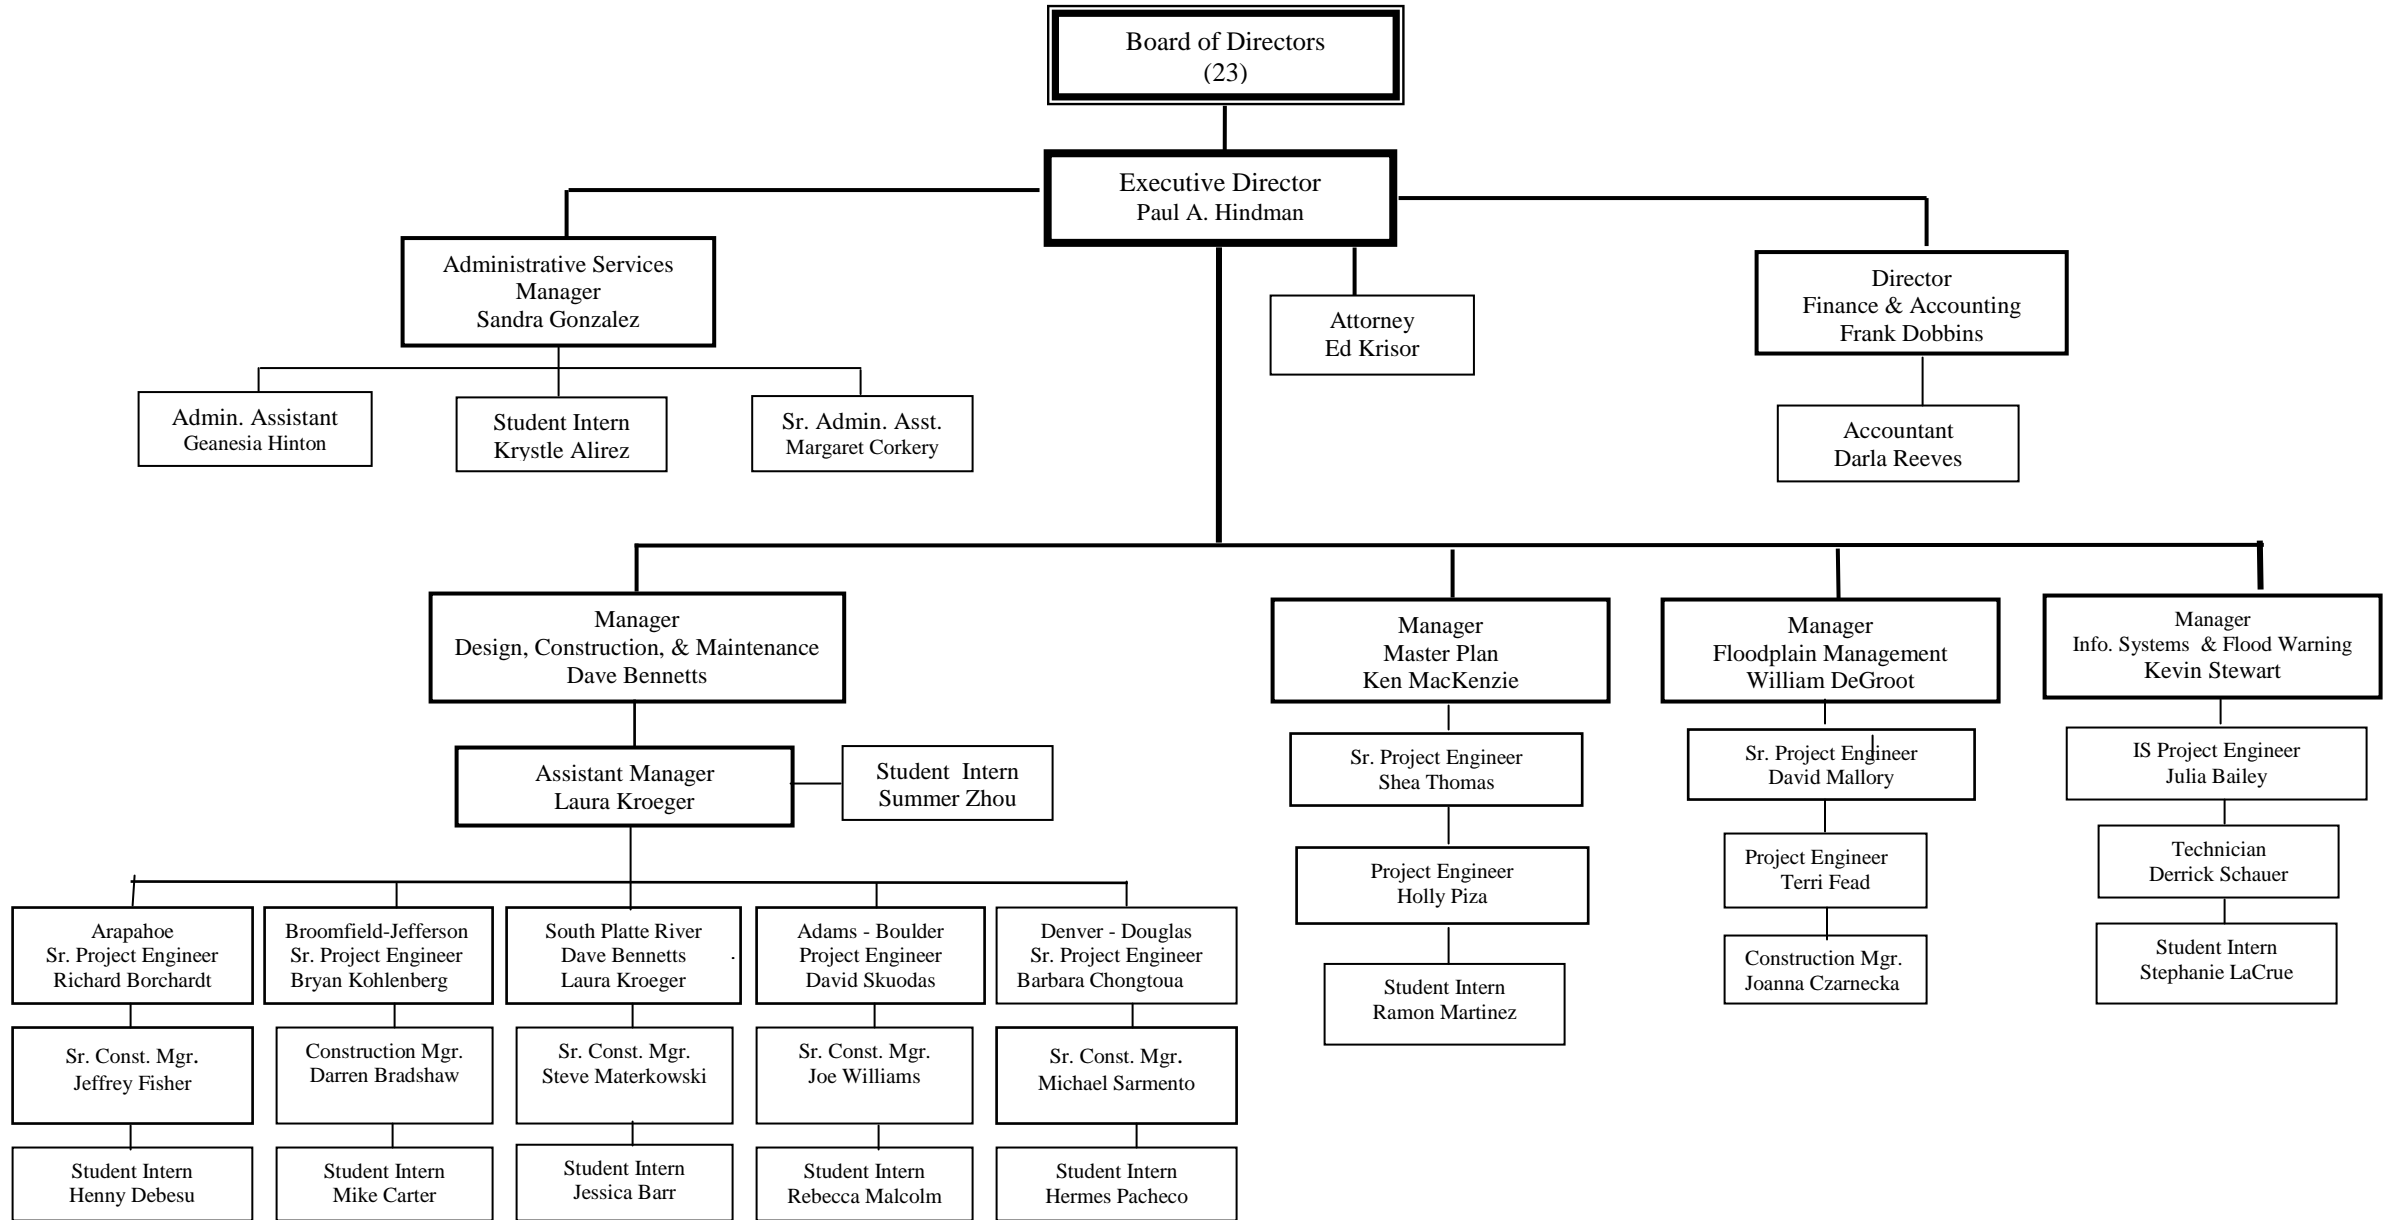 Board of Directors
(23)
Executive Director
Paul A. Hindman
Administrative Services
Manager
Sandra Gonzalez
Attorney
Ed Krisor
Director
Finance & Accounting
Frank Dobbins
Admin. Assistant
Geanesia Hinton
Student Intern
Krystle Alirez
Sr. Admin. Asst.
Margaret Corkery
Accountant
Darla Reeves
Manager
Design, Construction, & Maintenance
Dave Bennetts
Assistant Manager
Laura Kroeger
Student Intern
Summer Zhou
Arapahoe
Sr. Project Engineer
Richard Borchardt
Sr. Const. Mgr.
Jeffrey Fisher
Student Intern
Henny Debesu
Broomfield-Jefferson
Sr. Project Engineer
Bryan Kohlenberg
Construction Mgr.
Darren Bradshaw
Student Intern
Mike Carter
South Platte River
Dave Bennetts
Laura Kroeger
Sr. Const. Mgr.
Steve Materkowski
Student Intern
Jessica Barr
Adams - Boulder
Project Engineer
David Skuodas
Sr. Const. Mgr.
Joe Williams
Student Intern
Rebecca Malcolm
Denver - Douglas
Sr. Project Engineer
Barbara Chongtoua
Sr. Const. Mgr.
Michael Sarmento
Student Intern
Hermes Pacheco
Manager
Master Plan
Ken MacKenzie
Sr. Project Engineer
Shea Thomas
Project Engineer
Holly Piza
Student Intern
Ramon Martinez
Manager
Floodplain Management
William DeGroot
Sr. Project Engineer
David Mallory
Project Engineer
Terri Fead
Construction Mgr.
Joanna Czarnecka
Manager
Info. Systems & Flood Warning
Kevin Stewart
IS Project Engineer
Julia Bailey
Technician
Derrick Schauer
Student Intern
Stephanie LaCrue